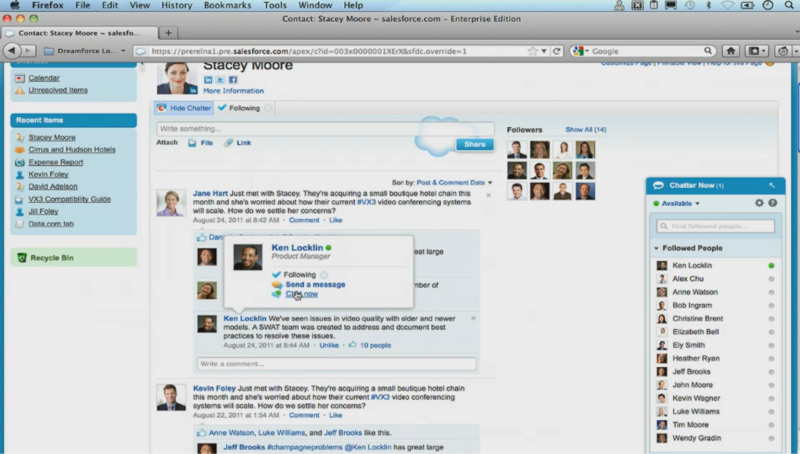 Firefox File Edit View History Bookmarks Tools Window Help
Contact: Stacey Moore ~ salesforce.com - Enterprise Edition
Contact: Stacey Moore ~ salesfor...
Dreamforce Lo...
https://prerelna1.pre.salesforce.com/apex/c?id=003x0000001XErX&sfdc.override=1
Google
Calendar
Unresolved Items
Recent Items
Stacey Moore
Cirrus and Hudson Hotels
Expense Report
Kevin Foley
David Adelson
VX3 Compatibility Guide
Jill Foley
Data.com tab
Recycle Bin
Stacey Moore
More Information
Customize Page | Printable View | Help for this Page
Hide Chatter
Following
Write something...
Attach File Link
Share
Followers Show All (14)
Sort by: Post & Comment Date
Jane Hart Just met with Stacey. They're acquiring a small boutique hotel chain
this month and she's worried about how their current #VX3 video conferencing
systems will scale. How do we settle her concerns?
August 24, 2011 at 8:42 AM · Comment · Like
eat large
mber of
Ken Locklin
Product Manager
Following
Send a message
now
Ken Locklin We've seen issues in video quality with elder and newer
models. A SWAT team was created to address and document best
practices to resolve these issues.
August 24, 2011 at 8:44 AM · Unlike · 10 people
Write a comment...
Kevin Foley Just met with Stacey. They're acquiring a small boutique hotel chain
this month and she's worried about how their current #VX3 video conferencing
systems will scale. How do we settle her concerns?
August 22, 2011 at 1:54 AM · Comment · Like
Anne Watson, Luke Williams, and Jeff Brooks like this.
Jeff Brooks #champagneproblems @Ken Locklin has great large
Chatter Now (1)
Available
Find followed people...
Followed People
Ken Locklin
Alex Chu
Anne Watson
Bob Ingram
Christine Brent
Elizabeth Bell
Ely Smith
Heather Ryan
Jeff Brooks
John Moore
Kevin Wagner
Luke Williams
Tim Moore
Wendy Gradin